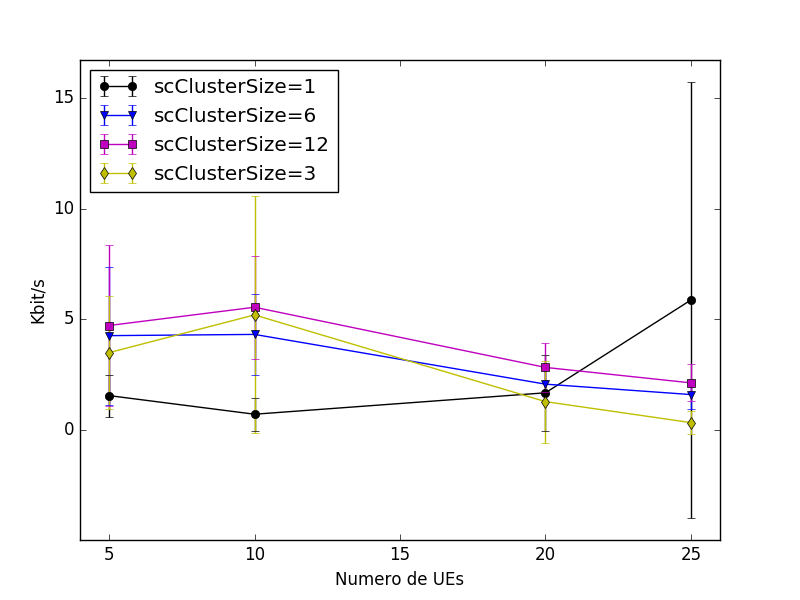 scClusterSize=1
scClusterSize=6
scClusterSize=12
scClusterSize=3
15
10
5
0
Kbit/s
5 10 15 20 25
Numero de UEs